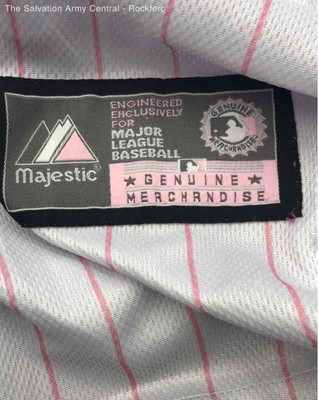 The Salvation Army Central - Rockford
ENGINEERED
EXCLUSIVELY
FOR
MAJOR
LEAGUE
BASEBALL
GENUINE
MERCHANDISE
Majestic®
★ GENUINE ★
MERCHANDISE